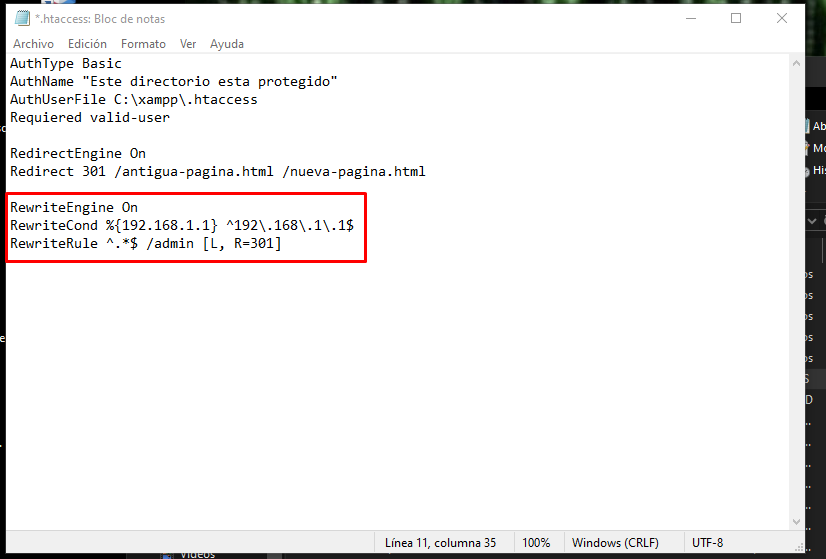 *.htaccess: Bloc de notas
Archivo Edición Formato Ver Ayuda
AuthType Basic
AuthName "Este directorio esta protegido"
AuthUserFile C:\xampp\.htaccess
Requiered valid-user
RedirectEngine On
Redirect 301 /antigua-pagina.html /nueva-pagina.html
RewriteEngine On
RewriteCond %{192.168.1.1} ^192\.168\.1\.1$
RewriteRule ^.*$ /admin [L, R=301]
Línea 11, columna 35 100% Windows (CRLF) UTF-8
Videos